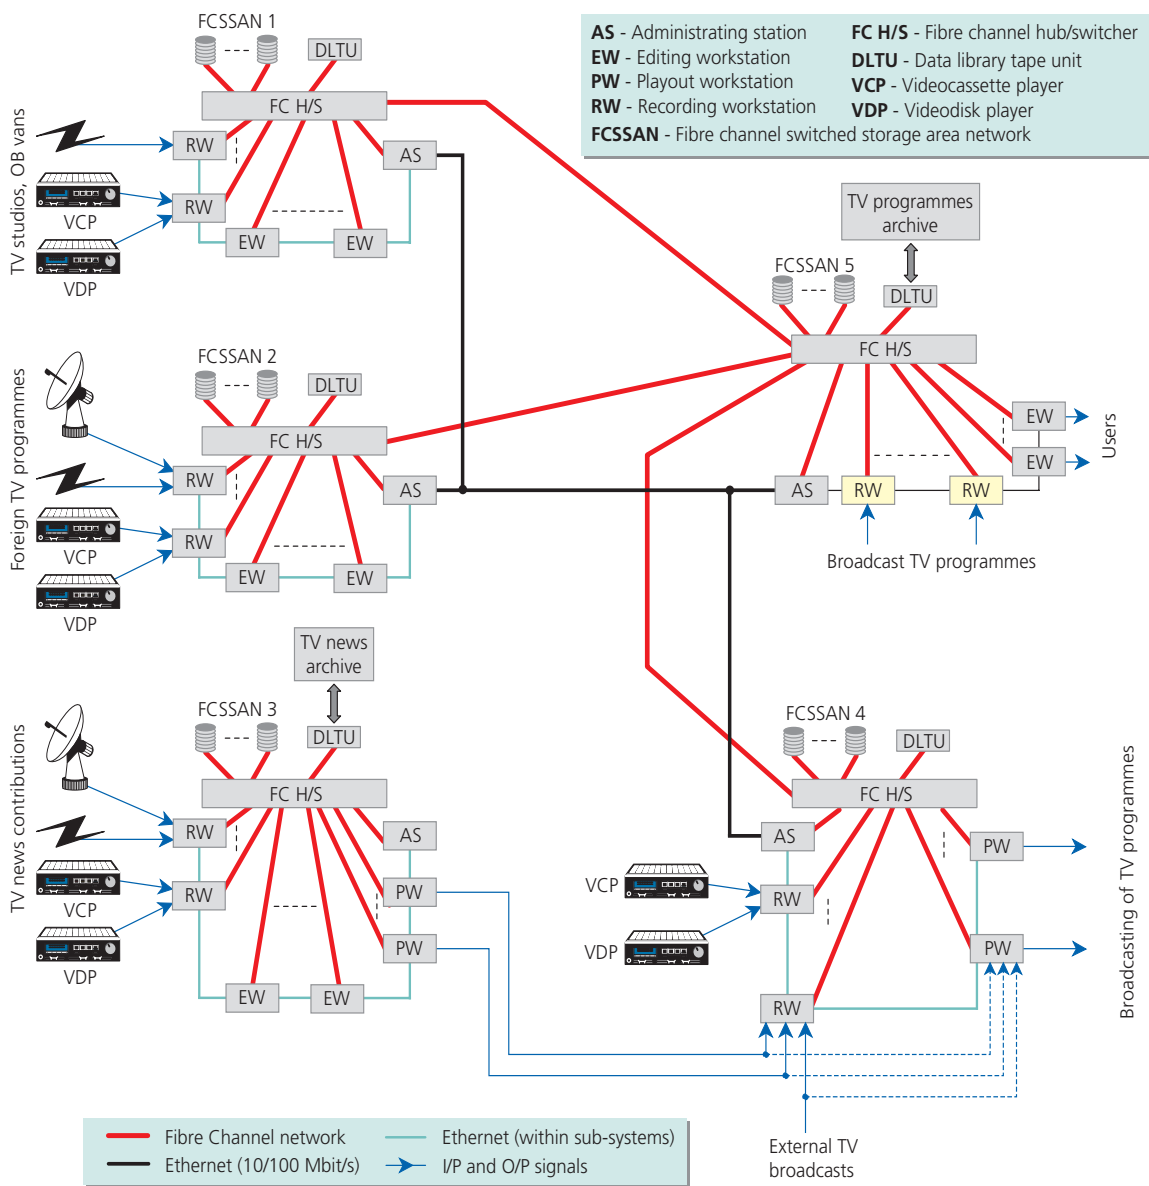 FCSSAN 1
DLTU
FC H/S
RW
AS
RW
VCP
EW
EW
VDP
TV studios, OB vans
AS - Administrating station
EW - Editing workstation
PW - Playout workstation
RW - Recording workstation
FC H/S - Fibre channel hub/switcher
DLTU - Data library tape unit
VCP - Videocassette player
VDP - Videodisk player
FCSSAN - Fibre channel switched storage area network
TV programmes
archive
FCSSAN 5
DLTU
FC H/S
EW
EW
Users
AS
RW
RW
Broadcast TV programmes
FCSSAN 2
DLTU
FC H/S
RW
AS
RW
VCP
EW
EW
VDP
Foreign TV programmes
TV news
archive
FCSSAN 3
DLTU
FC H/S
RW
AS
RW
PW
VCP
PW
VDP
EW
EW
TV news contributions
FCSSAN 4
DLTU
FC H/S
AS
PW
VCP
RW
VDP
PW
RW
Broadcasting of TV programmes
External TV
broadcasts
Fibre Channel network
Ethernet (10/100 Mbit/s)
Ethernet (within sub-systems)
I/P and O/P signals